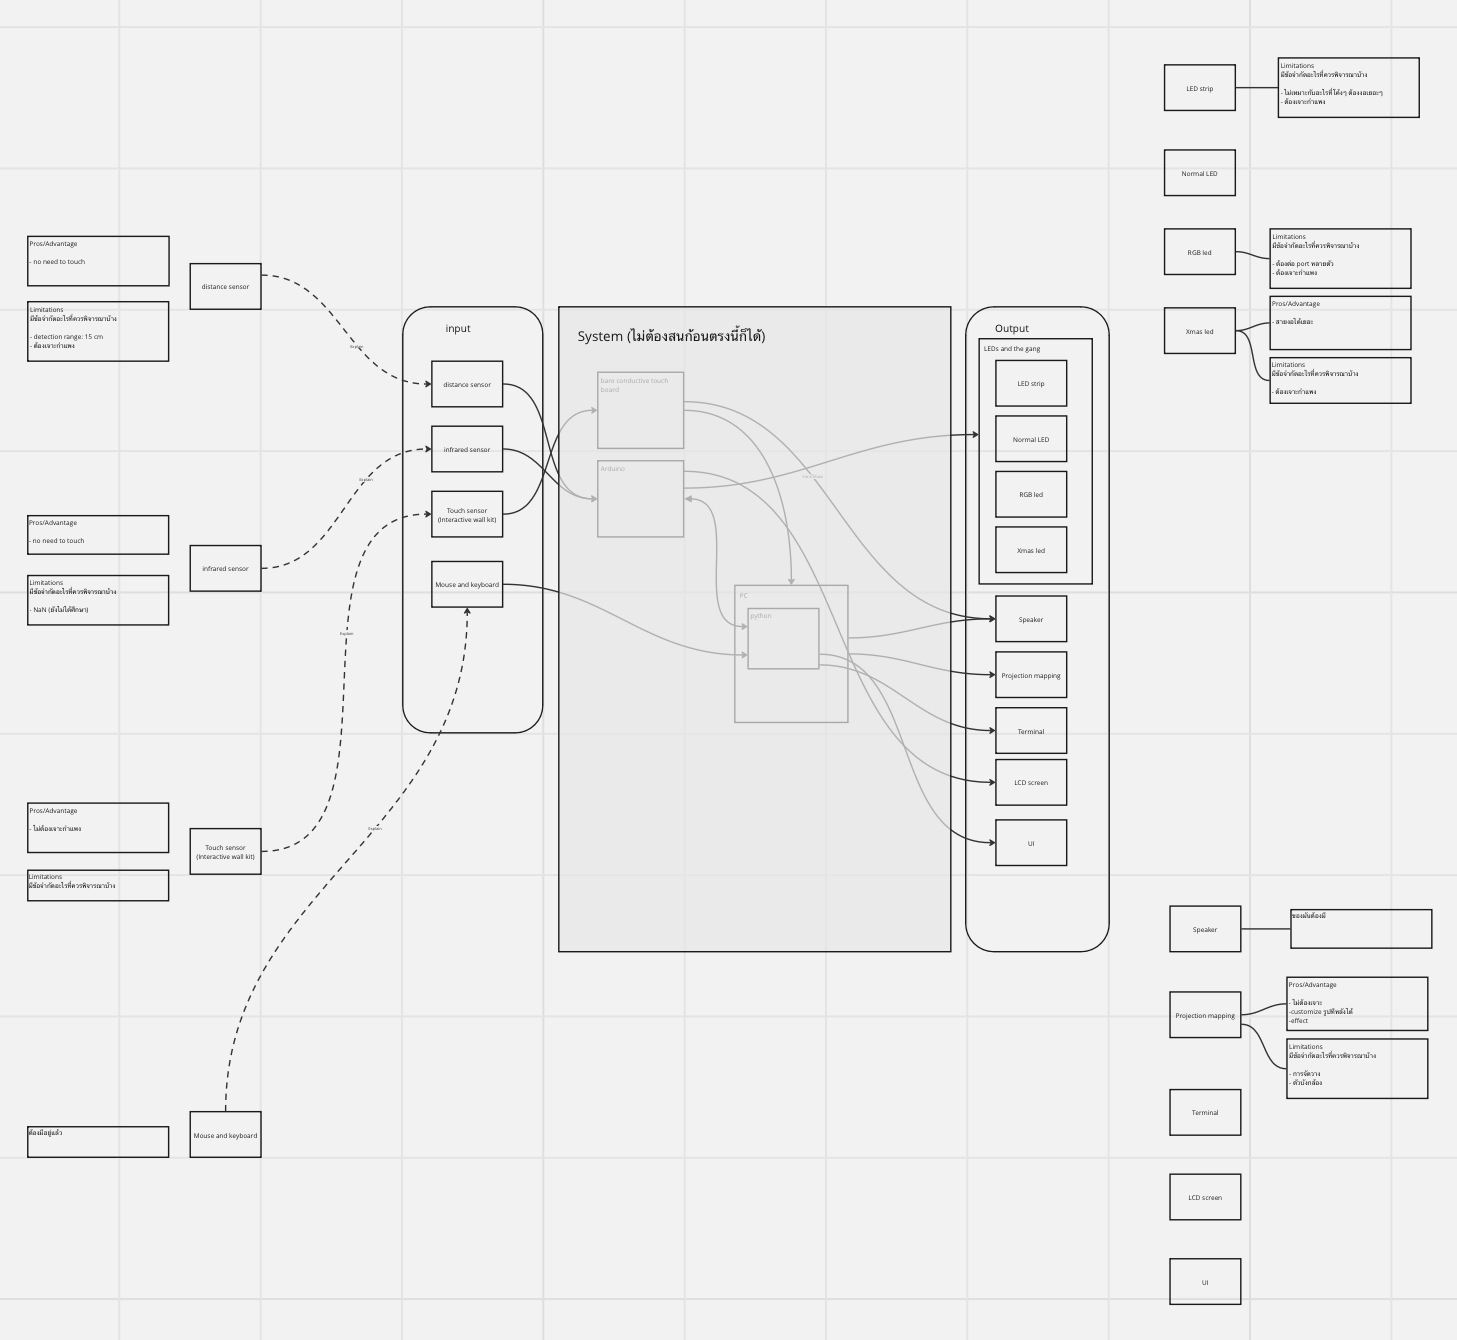 LED strip
Limitations
มีข้อจำกัดอะไรที่ควรพิจารณาบ้าง
- ไม่เหมาะกับอะไรที่โค้งๆ ต้องงอเยอะๆ
- ต้องเจาะกำแพง
Normal LED
RGB led
Limitations
มีข้อจำกัดอะไรที่ควรพิจารณาบ้าง
- ต้องต่อ port หลายตัว
- ต้องเจาะกำแพง
Xmas led
Pros/Advantage
- สายงอได้เยอะ
Limitations
มีข้อจำกัดอะไรที่ควรพิจารณาบ้าง
- ต้องเจาะกำแพง
Pros/Advantage
- no need to touch
distance sensor
Limitations
มีข้อจำกัดอะไรที่ควรพิจารณาบ้าง
- detection range: 15 cm
- ต้องเจาะกำแพง
Explain
Pros/Advantage
- no need to touch
infrared sensor
Limitations
มีข้อจำกัดอะไรที่ควรพิจารณาบ้าง
- NaN (ยังไม่ได้ศึกษา)
Explain
Pros/Advantage
- ไม่ต้องเจาะกำแพง
Touch sensor
(Interactive wall kit)
Limitations
มีข้อจำกัดอะไรที่ควรพิจารณาบ้าง
Explain
ต้องมีอยู่แล้ว
Mouse and keyboard
Explain
input
distance sensor
infrared sensor
Touch sensor
(Interactive wall kit)
Mouse and keyboard
System (ไม่ต้องสนก้อนตรงนี้ก็ได้)
bare conductive touch
board
Arduino
PC
python
Output
LEDs and the gang
LED strip
Normal LED
RGB led
Xmas led
Speaker
Projection mapping
Terminal
LCD screen
UI
Speaker
ของมันต้องมี
Projection mapping
Pros/Advantage
- ไม่ต้องเจาะ
-customize รูปทีหลังได้
-effect
Limitations
มีข้อจำกัดอะไรที่ควรพิจารณาบ้าง
- การจัดวาง
- ตัวบังกล้อง
Terminal
LCD screen
UI